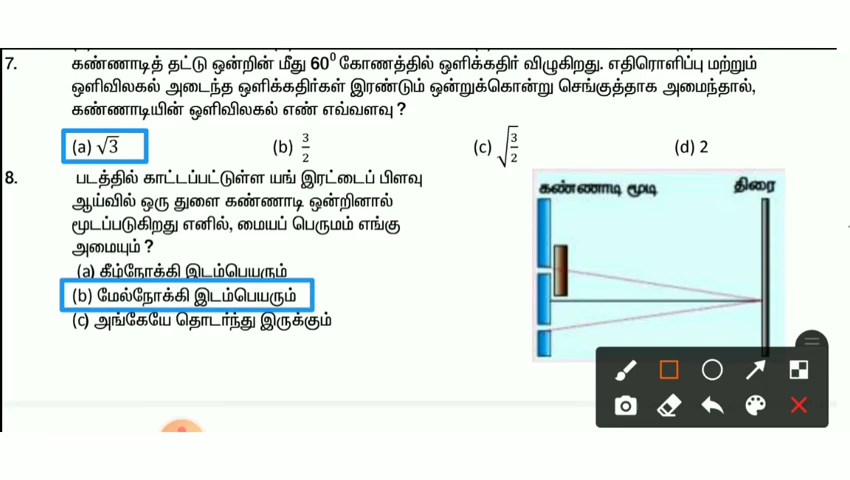 7. கண்ணாடித் தட்டு ஒன்றின் மீது 60⁰ கோணத்தில் ஒளிக்கதிர் விழுகிறது. எதிரொளிப்பு மற்றும்
ஒளிவிலகல் அடைந்த ஒளிக்கதிர்கள் இரண்டும் ஒன்றுக்கொன்று செங்குத்தாக அமைந்தால்,
கண்ணாடியின் ஒளிவிலகல் எண் எவ்வளவு ?
(a) √3 (b) 3/2 (c) √(3/2) (d) 2
8. படத்தில் காட்டப்பட்டுள்ள யங் இரட்டைப் பிளவு
ஆய்வில் ஒரு துளை கண்ணாடி ஒன்றினால்
மூடப்படுகிறது எனில், மையப் பெருமம் எங்கு
அமையும் ?
(a) கீழ்நோக்கி இடம்பெயரும்
(b) மேல்நோக்கி இடம்பெயரும்
(c) அங்கேயே தொடர்ந்து இருக்கும்
கண்ணாடி மூடி திரை